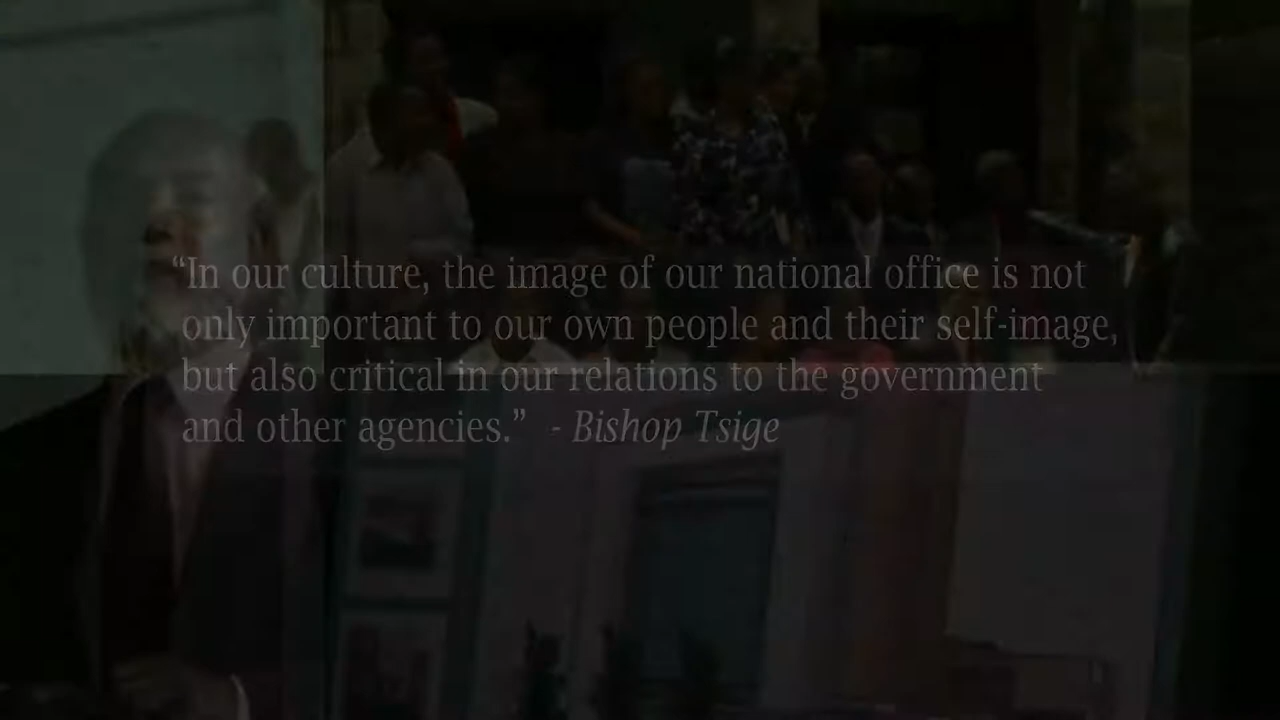 “In our culture, the image of our national office is not
only important to our own people and their self-image,
but also critical in our relations to the government
and other agencies.” - Bishop Tsige